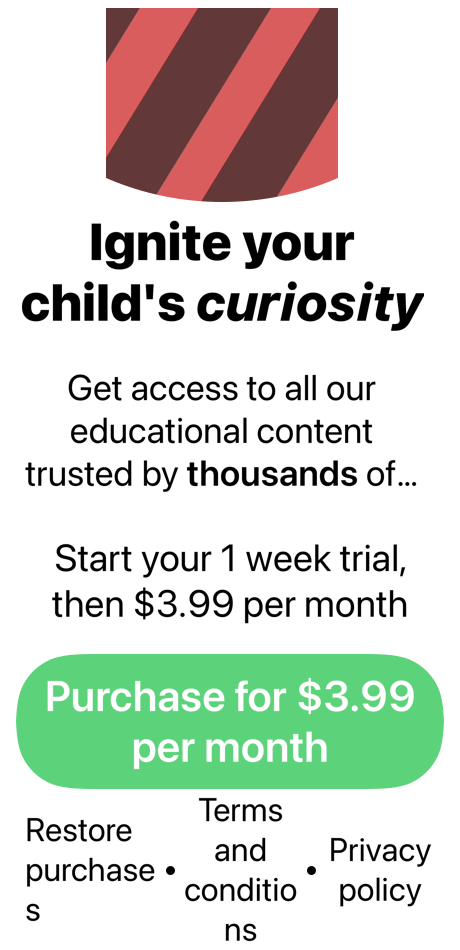 Ignite your
child's curiosity
Get access to all our
educational content
trusted by thousands of…
Start your 1 week trial,
then $3.99 per month
Purchase for $3.99
per month
Restore
purchase
s
•
Terms
and
conditio
ns
•
Privacy
policy